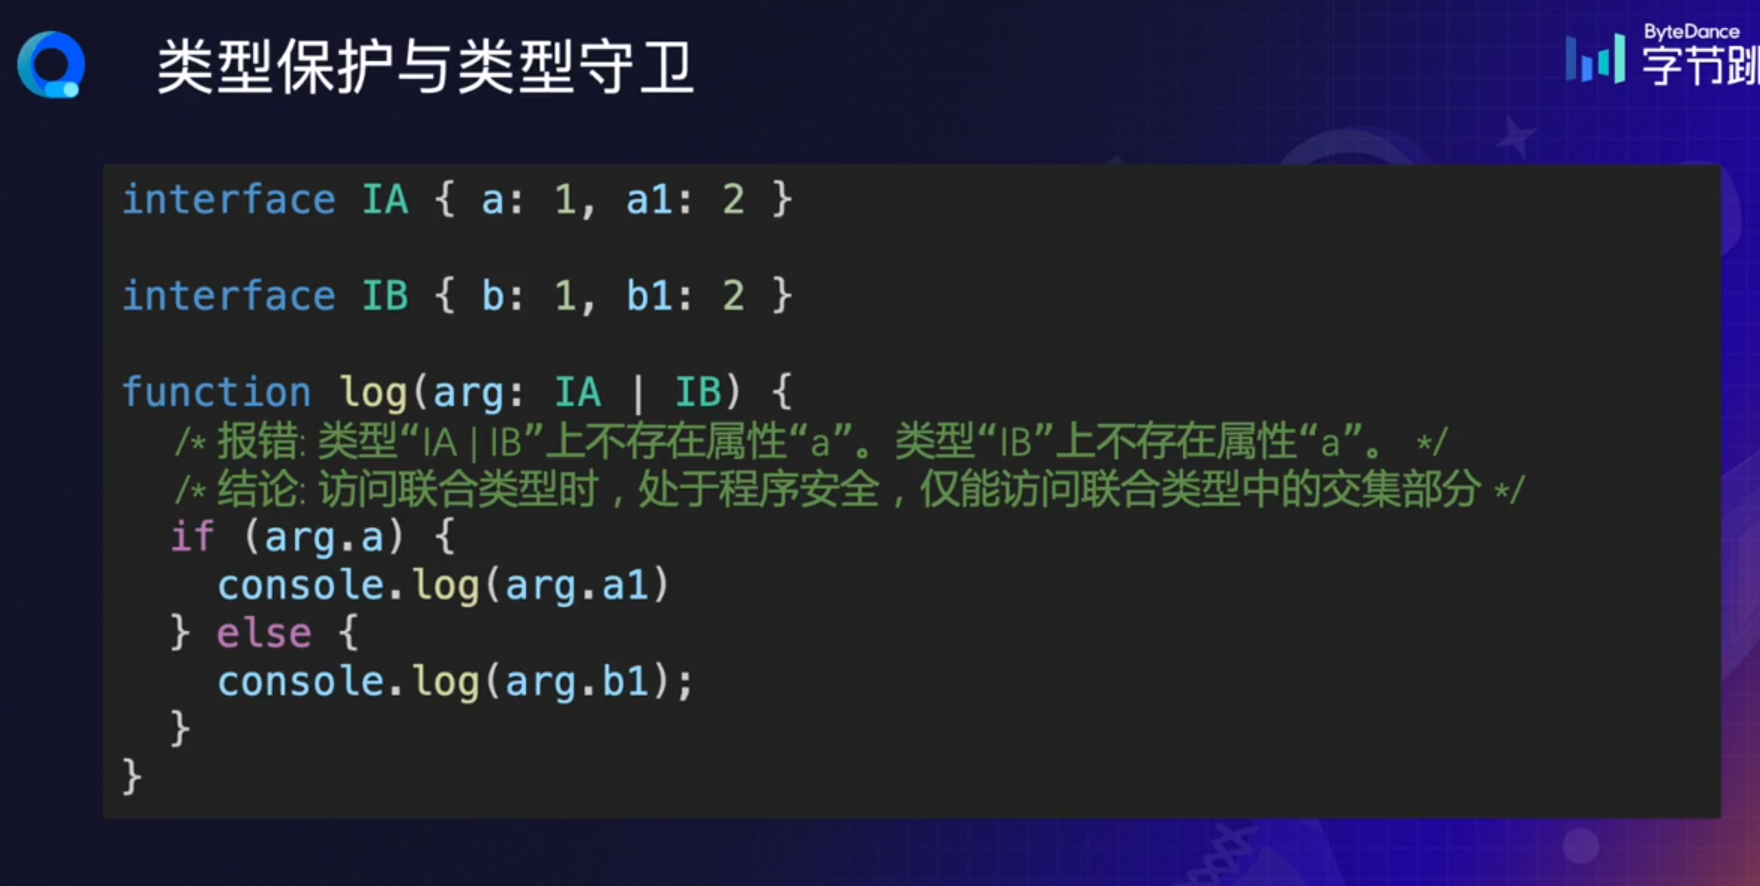 类型保护与类型守卫
ByteDance
字节跳
interface IA { a: 1, a1: 2 }
interface IB { b: 1, b1: 2 }
function log(arg: IA | IB) {
/* 报错: 类型“IA | IB”上不存在属性“a”。类型“IB”上不存在属性“a”。 */
/* 结论: 访问联合类型时，处于程序安全，仅能访问联合类型中的交集部分 */
if (arg.a) {
console.log(arg.a1)
} else {
console.log(arg.b1);
}
}